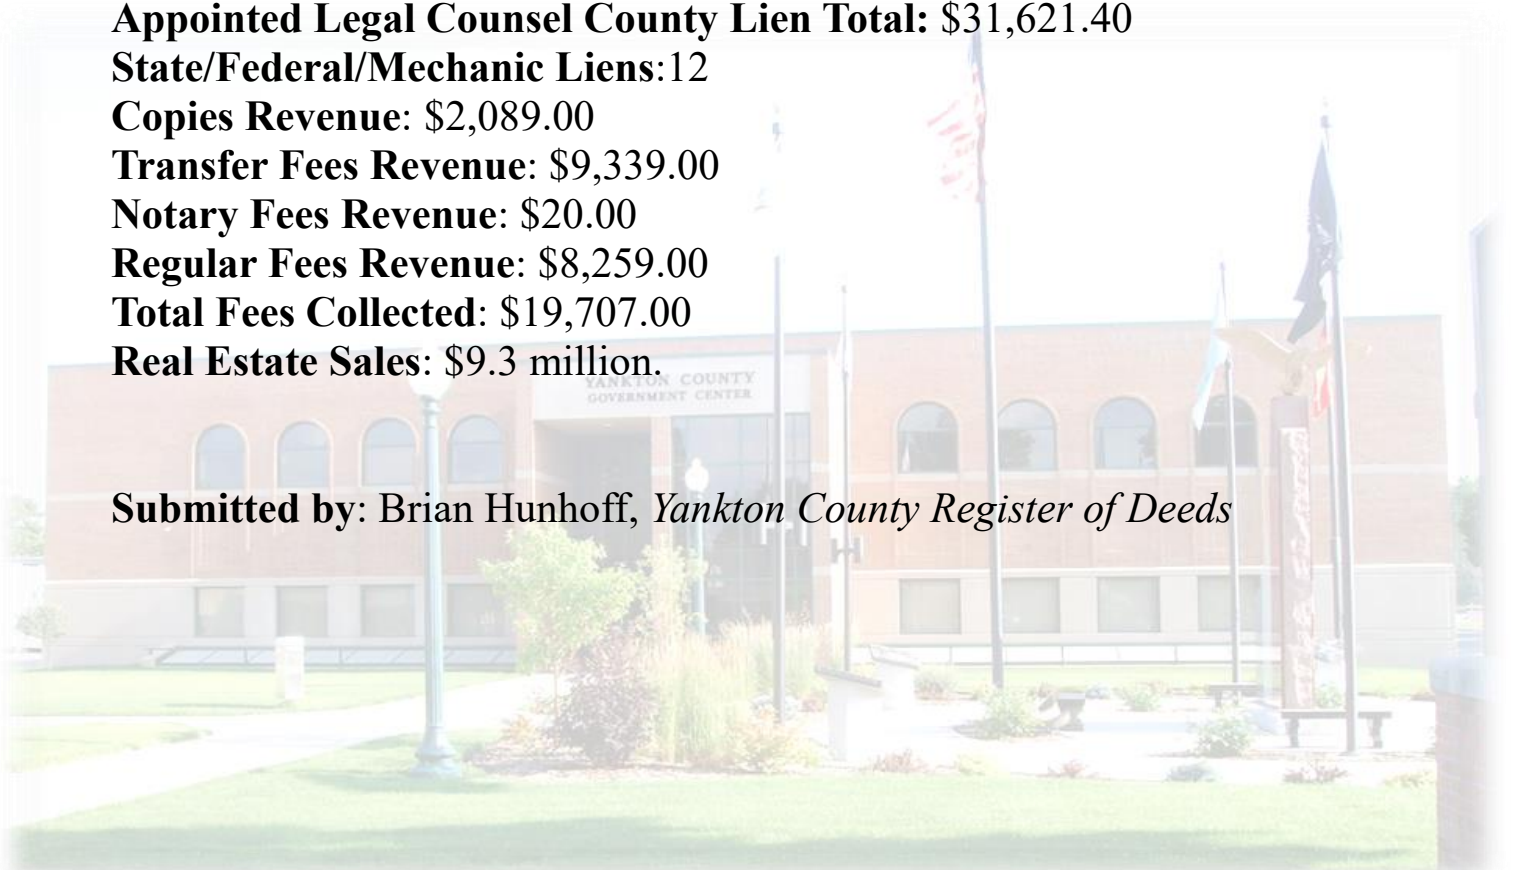 Appointed Legal Counsel County Lien Total: $31,621.40
State/Federal/Mechanic Liens:12
Copies Revenue: $2,089.00
Transfer Fees Revenue: $9,339.00
Notary Fees Revenue: $20.00
Regular Fees Revenue: $8,259.00
Total Fees Collected: $19,707.00
Real Estate Sales: $9.3 million.
YANKTON COUNTY
GOVERNMENT CENTER
Submitted by: Brian Hunhoff, Yankton County Register of Deeds